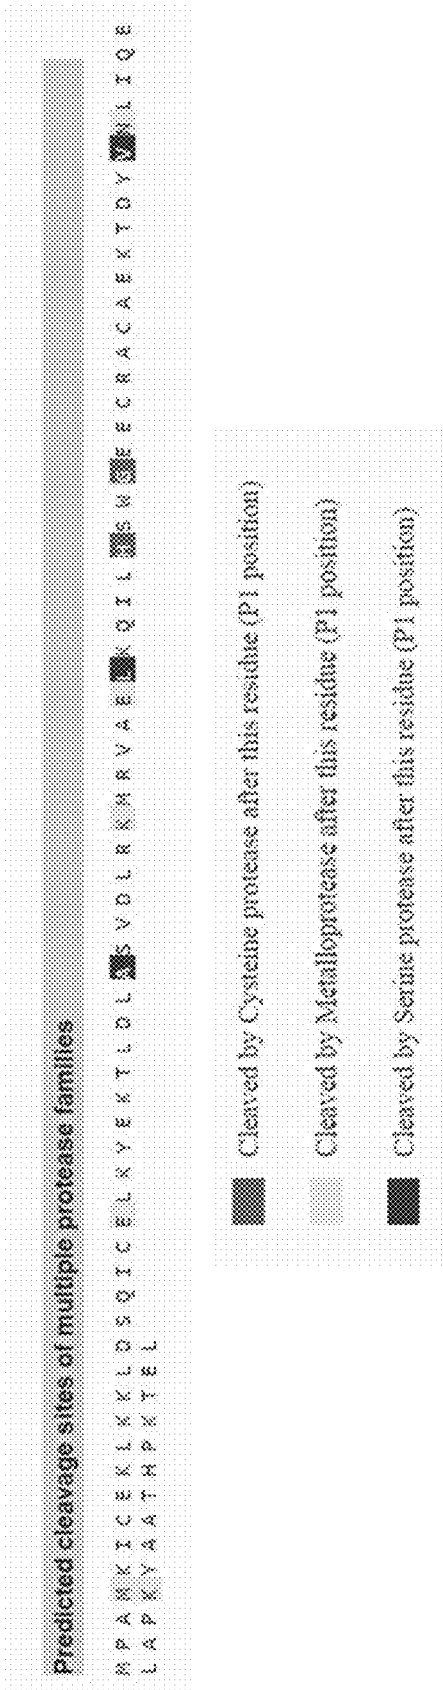 Predicted cleavage sites of multiple protease families
M P A M K I C E K L K K L D S Q I C E L K Y E K T L D L A S V D L R K M R V A E L K Q I L S W E E C R A C A E K T D Y V N L I Q E
L A P K Y A A T H P K T E L
Cleaved by Cysteine protease after this residue (P1 position)
Cleaved by Metalloprotease after this residue (P1 position)
Cleaved by Serine protease after this residue (P1 position)